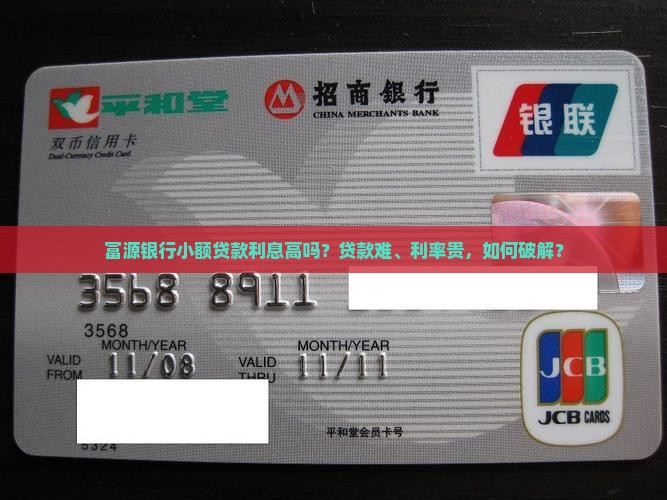 平和堂
双币信用卡
Dual-Currency Credit Card
招商银行
CHINA MERCHANTS BANK
银联
富源银行小额贷款利息高吗？贷款难、利率贵，如何破解？
3568 8911
3568
MONTH/YEAR
MONTH/YEAR
VALID FROM
11/08
VALID THRU
11/11
JCB
JCB CARDS
平和堂会员卡号
5324